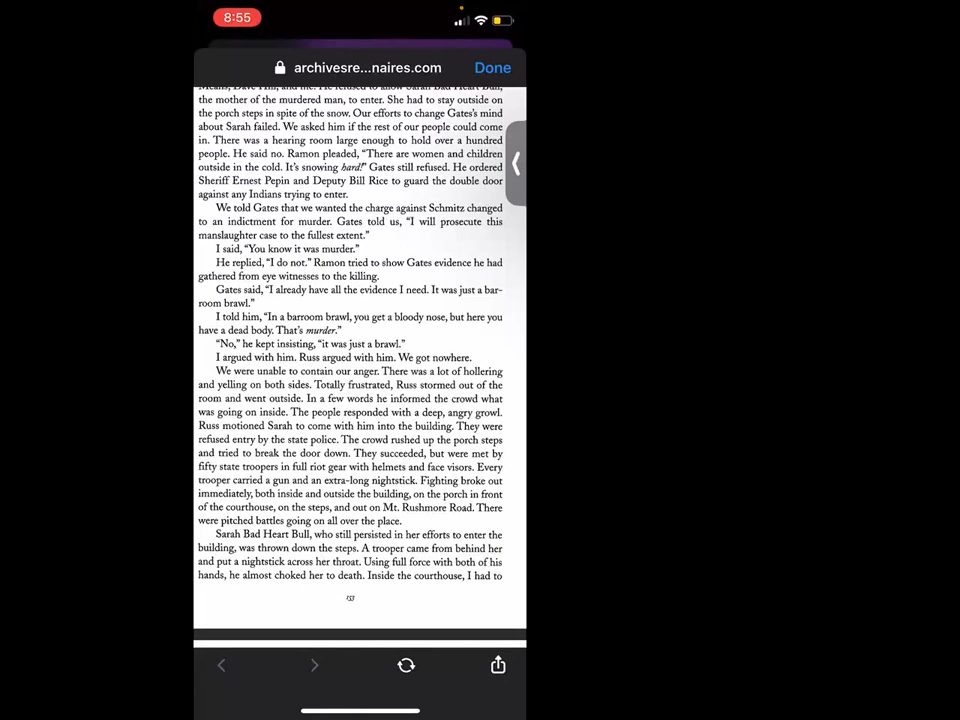 8:55
archivesre...naires.com
Done
Means, Dave Hill, and me. He refused to allow Sarah Bad Heart Bull,
the mother of the murdered man, to enter. She had to stay outside on
the porch steps in spite of the snow. Our efforts to change Gates's mind
about Sarah failed. We asked him if the rest of our people could come
in. There was a hearing room large enough to hold over a hundred
people. He said no. Ramon pleaded, "There are women and children
outside in the cold. It's snowing hard!" Gates still refused. He ordered
Sheriff Ernest Pepin and Deputy Bill Rice to guard the double door
against any Indians trying to enter.
We told Gates that we wanted the charge against Schmitz changed
to an indictment for murder. Gates told us, "I will prosecute this
manslaughter case to the fullest extent."
I said, "You know it was murder."
He replied, "I do not." Ramon tried to show Gates evidence he had
gathered from eye witnesses to the killing.
Gates said, "I already have all the evidence I need. It was just a bar-
room brawl."
I told him, "In a barroom brawl, you get a bloody nose, but here you
have a dead body. That's murder."
"No," he kept insisting, "it was just a brawl."
I argued with him. Russ argued with him. We got nowhere.
We were unable to contain our anger. There was a lot of hollering
and yelling on both sides. Totally frustrated, Russ stormed out of the
room and went outside. In a few words he informed the crowd what
was going on inside. The people responded with a deep, angry growl.
Russ motioned Sarah to come with him into the building. They were
refused entry by the state police. The crowd rushed up the porch steps
and tried to break the door down. They succeeded, but were met by
fifty state troopers in full riot gear with helmets and face visors. Every
trooper carried a gun and an extra-long nightstick. Fighting broke out
immediately, both inside and outside the building, on the porch in front
of the courthouse, on the steps, and out on Mt. Rushmore Road. There
were pitched battles going on all over the place.
Sarah Bad Heart Bull, who still persisted in her efforts to enter the
building, was thrown down the steps. A trooper came from behind her
and put a nightstick across her throat. Using full force with both of his
hands, he almost choked her to death. Inside the courthouse, I had to